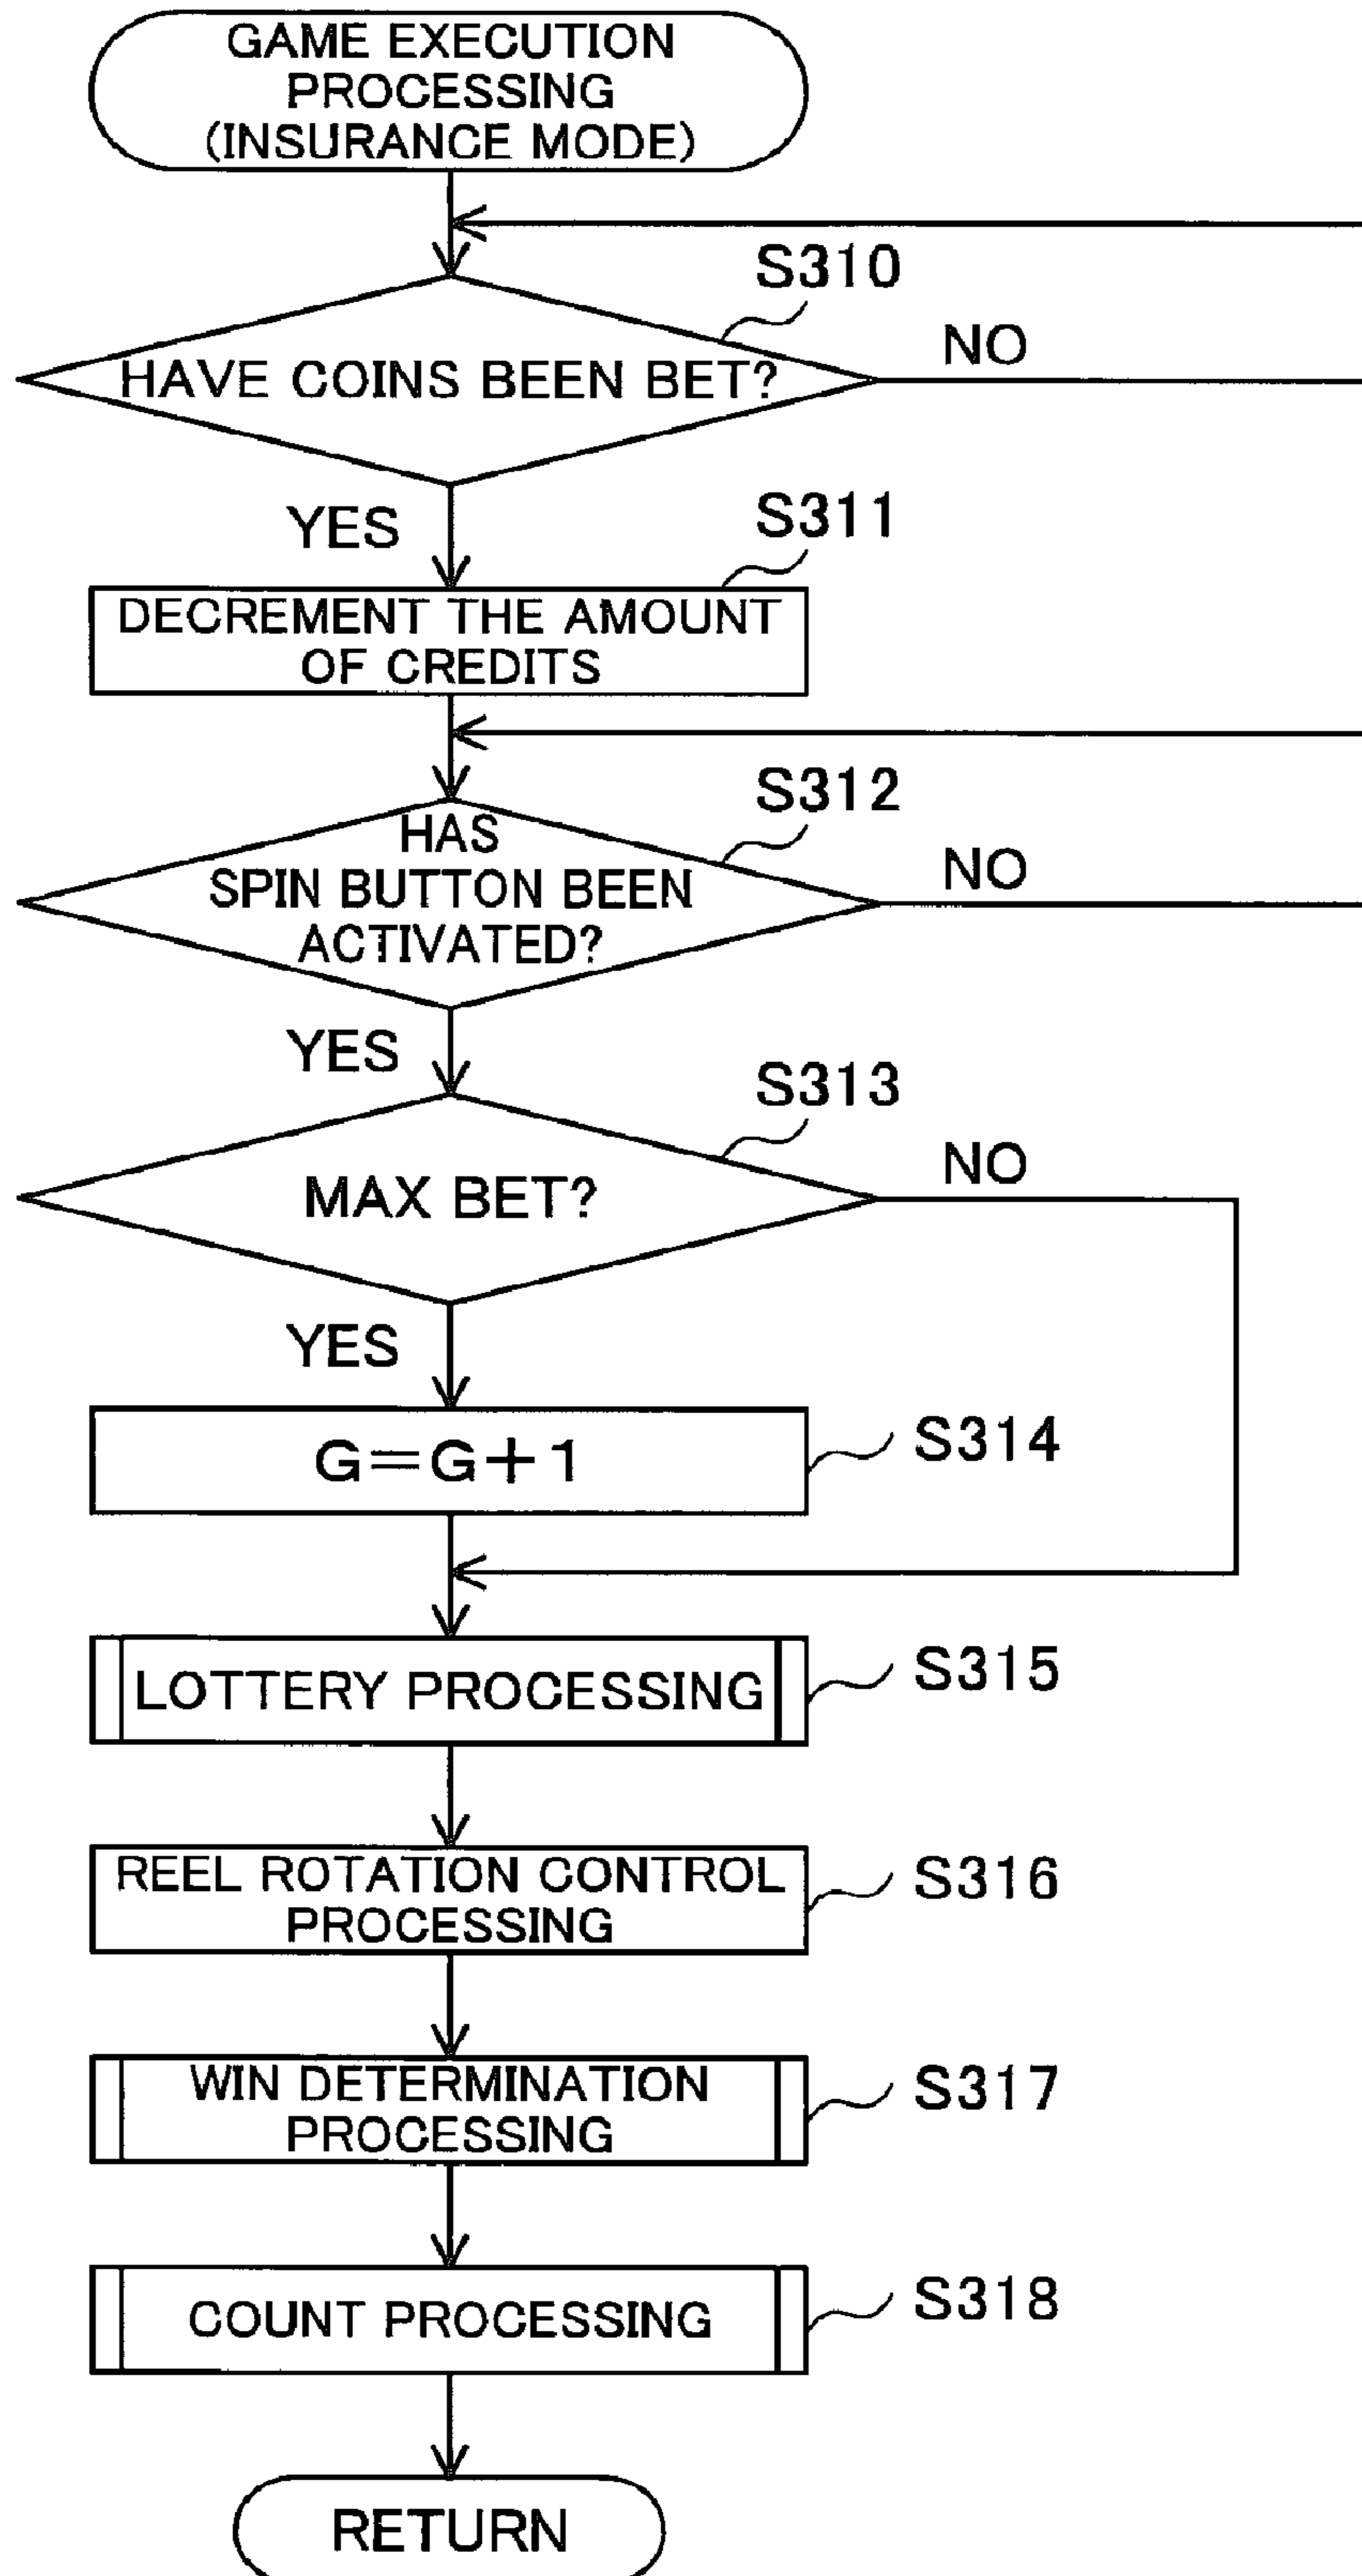 GAME EXECUTION
PROCESSING
(INSURANCE MODE)
S310
HAVE COINS BEEN BET?
NO
YES
S311
DECREMENT THE AMOUNT
OF CREDITS
S312
HAS
SPIN BUTTON BEEN
ACTIVATED?
NO
YES
S313
MAX BET?
NO
YES
G=G+1
S314
LOTTERY PROCESSING
S315
REEL ROTATION CONTROL
PROCESSING
S316
WIN DETERMINATION
PROCESSING
S317
COUNT PROCESSING
S318
RETURN